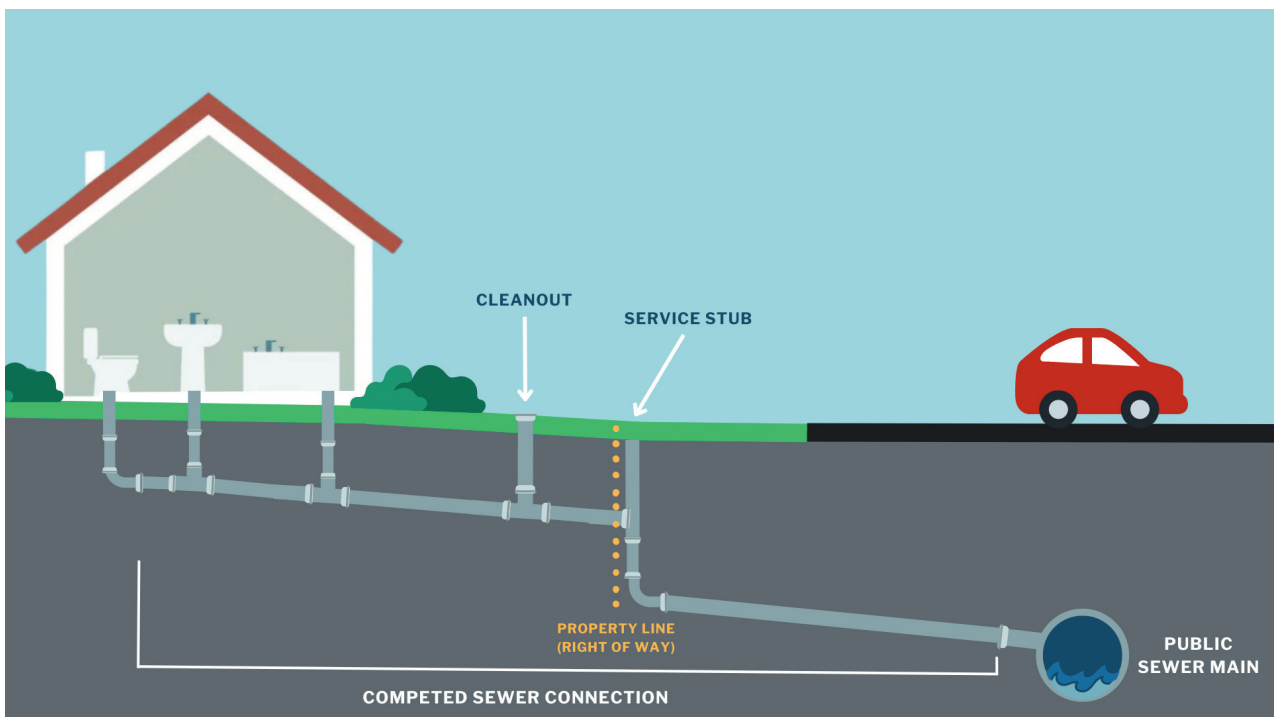 CLEANOUT
SERVICE STUB
PROPERTY LINE
(RIGHT OF WAY)
PUBLIC
SEWER MAIN
COMPETED SEWER CONNECTION